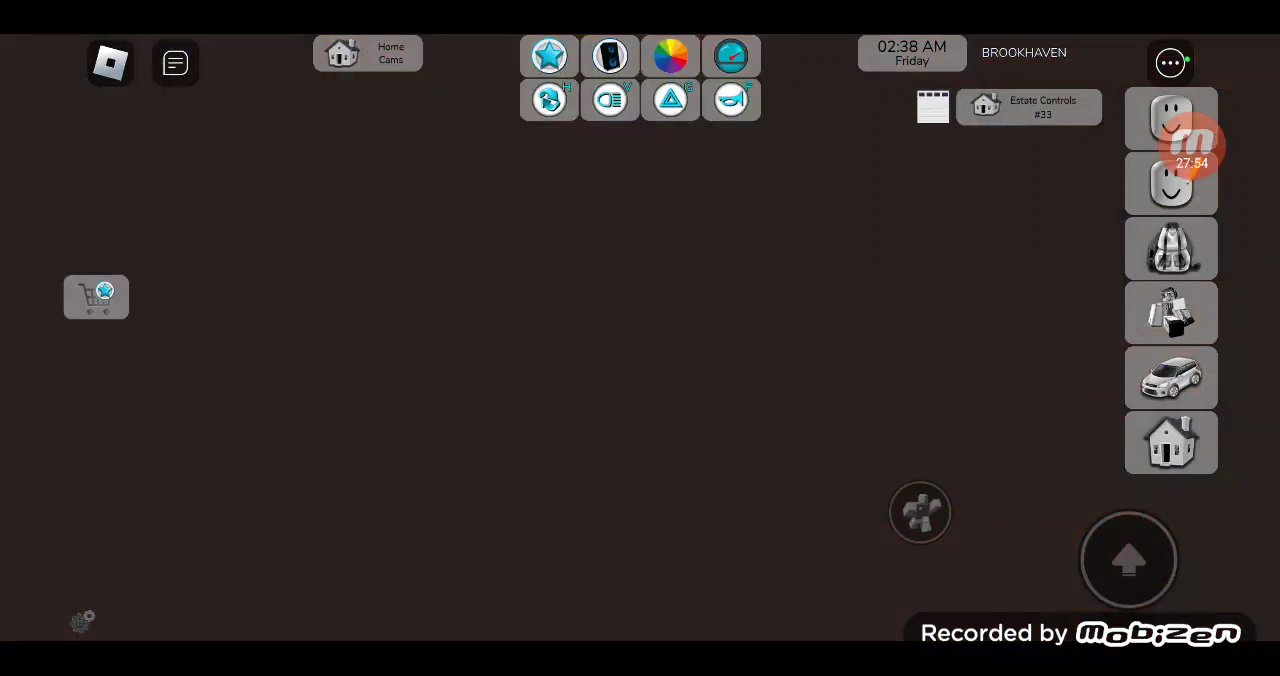 Home
Cams
02:38 AM
Friday
BROOKHAVEN
H
V
G
F
Estate Controls
#33
27:54
Recorded by mobizen